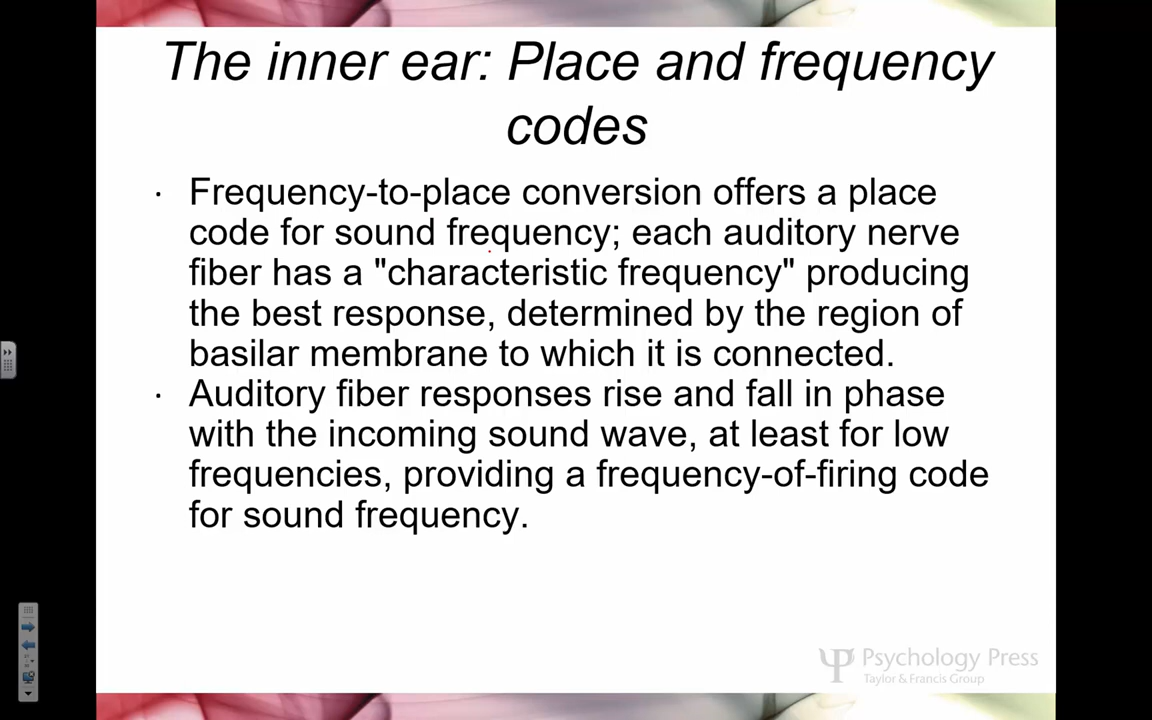 The inner ear: Place and frequency
codes
· Frequency-to-place conversion offers a place
code for sound frequency; each auditory nerve
fiber has a "characteristic frequency" producing
the best response, determined by the region of
basilar membrane to which it is connected.
· Auditory fiber responses rise and fall in phase
with the incoming sound wave, at least for low
frequencies, providing a frequency-of-firing code
for sound frequency.
Psychology Press
Taylor & Francis Group